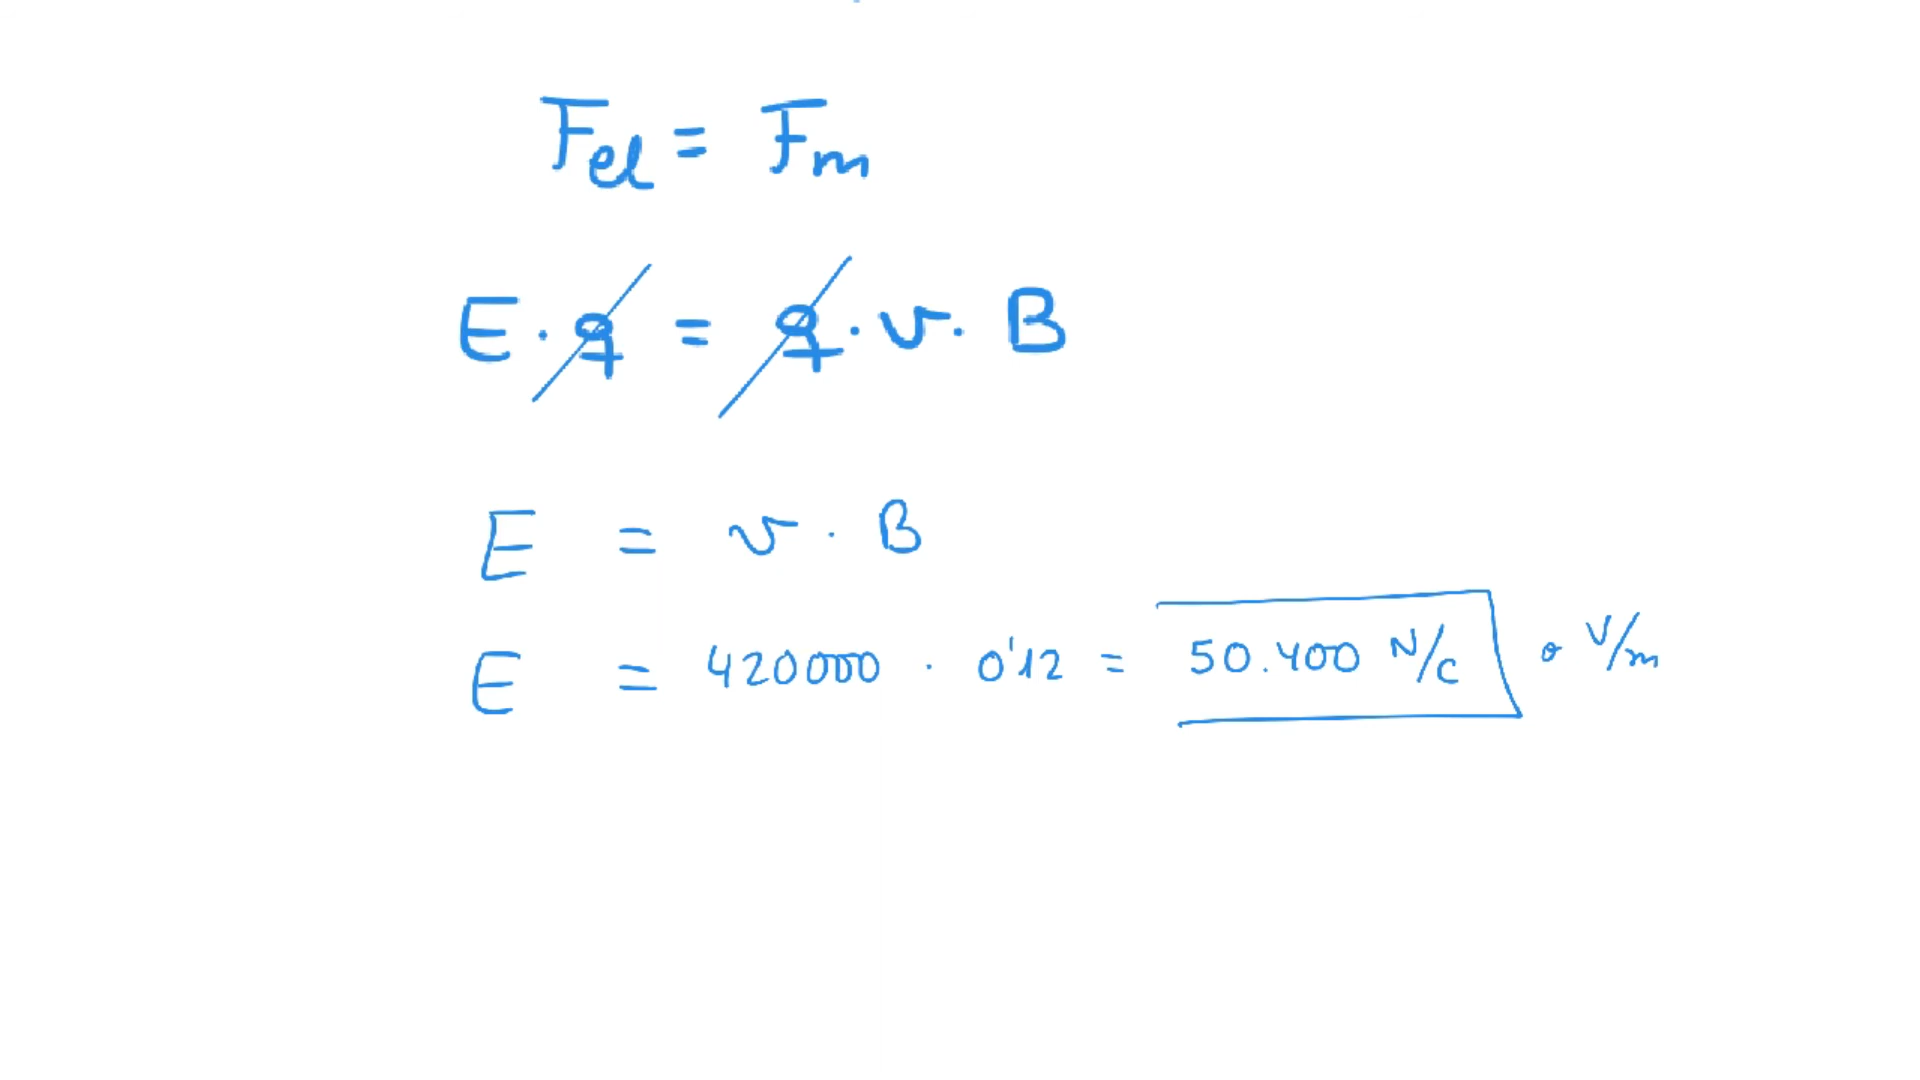 Fel = Fm
E · q = q · v · B
E = v · B
E = 420000 · 0'12 = 50.400 N/C o V/m